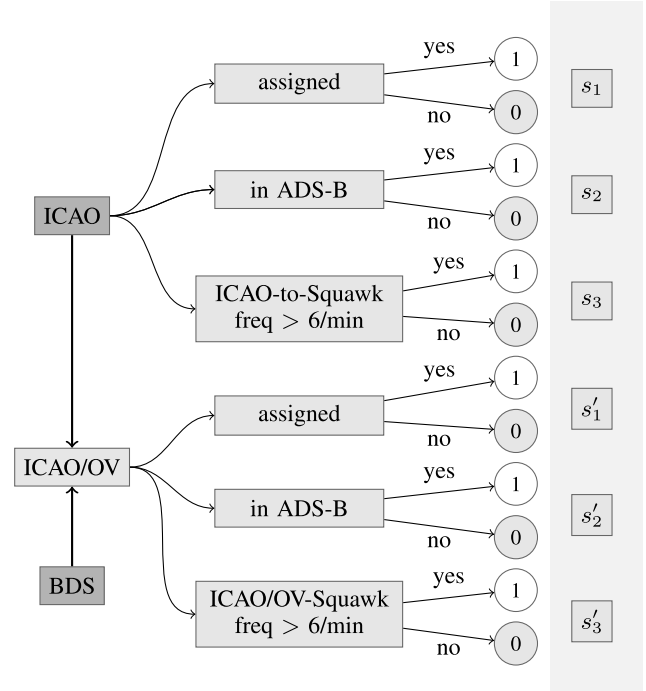 yes
assigned
1
s₁
no
0
yes
in ADS-B
1
s₂
no
0
ICAO
yes
ICAO-to-Squawk
freq > 6/min
1
s₃
no
0
yes
assigned
1
s′₁
no
0
ICAO/OV
yes
in ADS-B
1
s′₂
no
0
BDS
yes
ICAO/OV-Squawk
freq > 6/min
1
s′₃
no
0